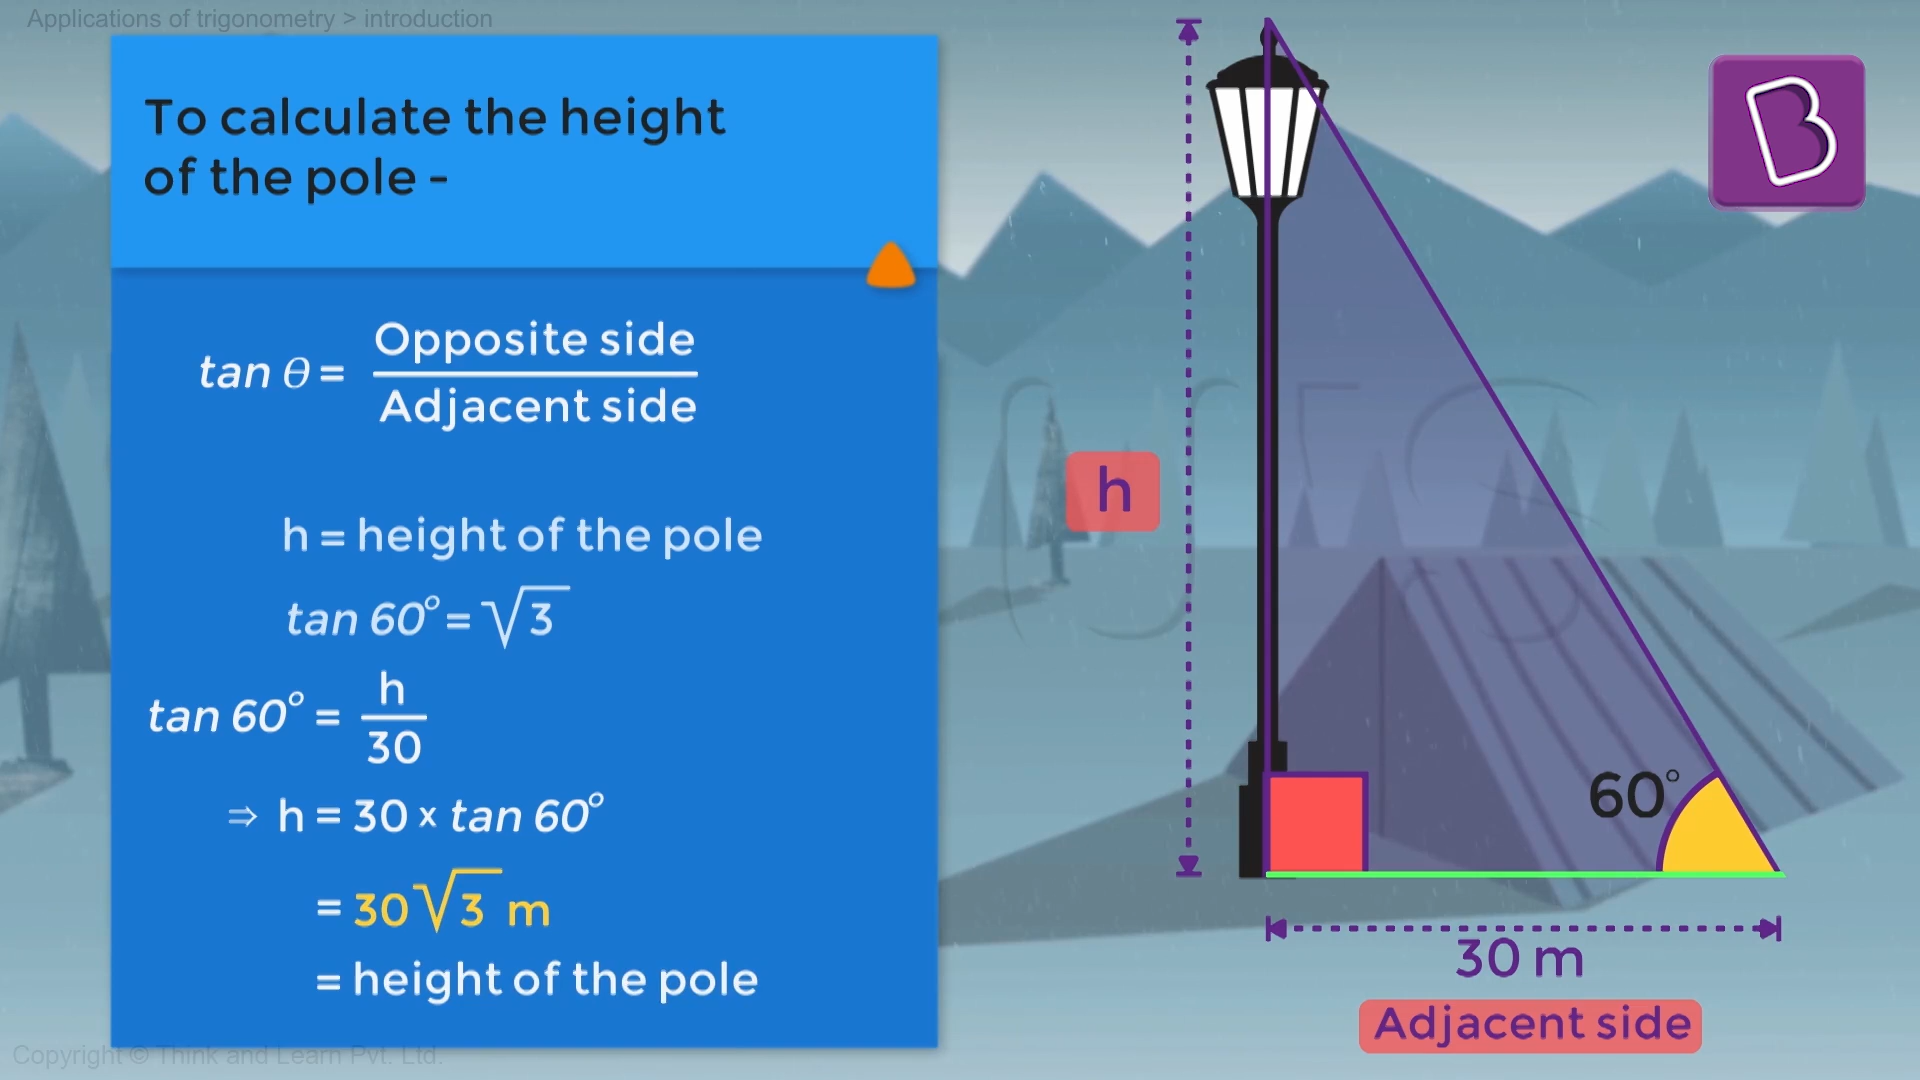 Applications of trigonometry > introduction
To calculate the height
of the pole -
tan θ = Opposite side
Adjacent side
h = height of the pole
tan 60° = √3
tan 60° = h
30
⇒ h = 30 × tan 60°
= 30√3 m
= height of the pole
B
h
60°
30 m
Adjacent side
Copyright © Think and Learn Pvt. Ltd.